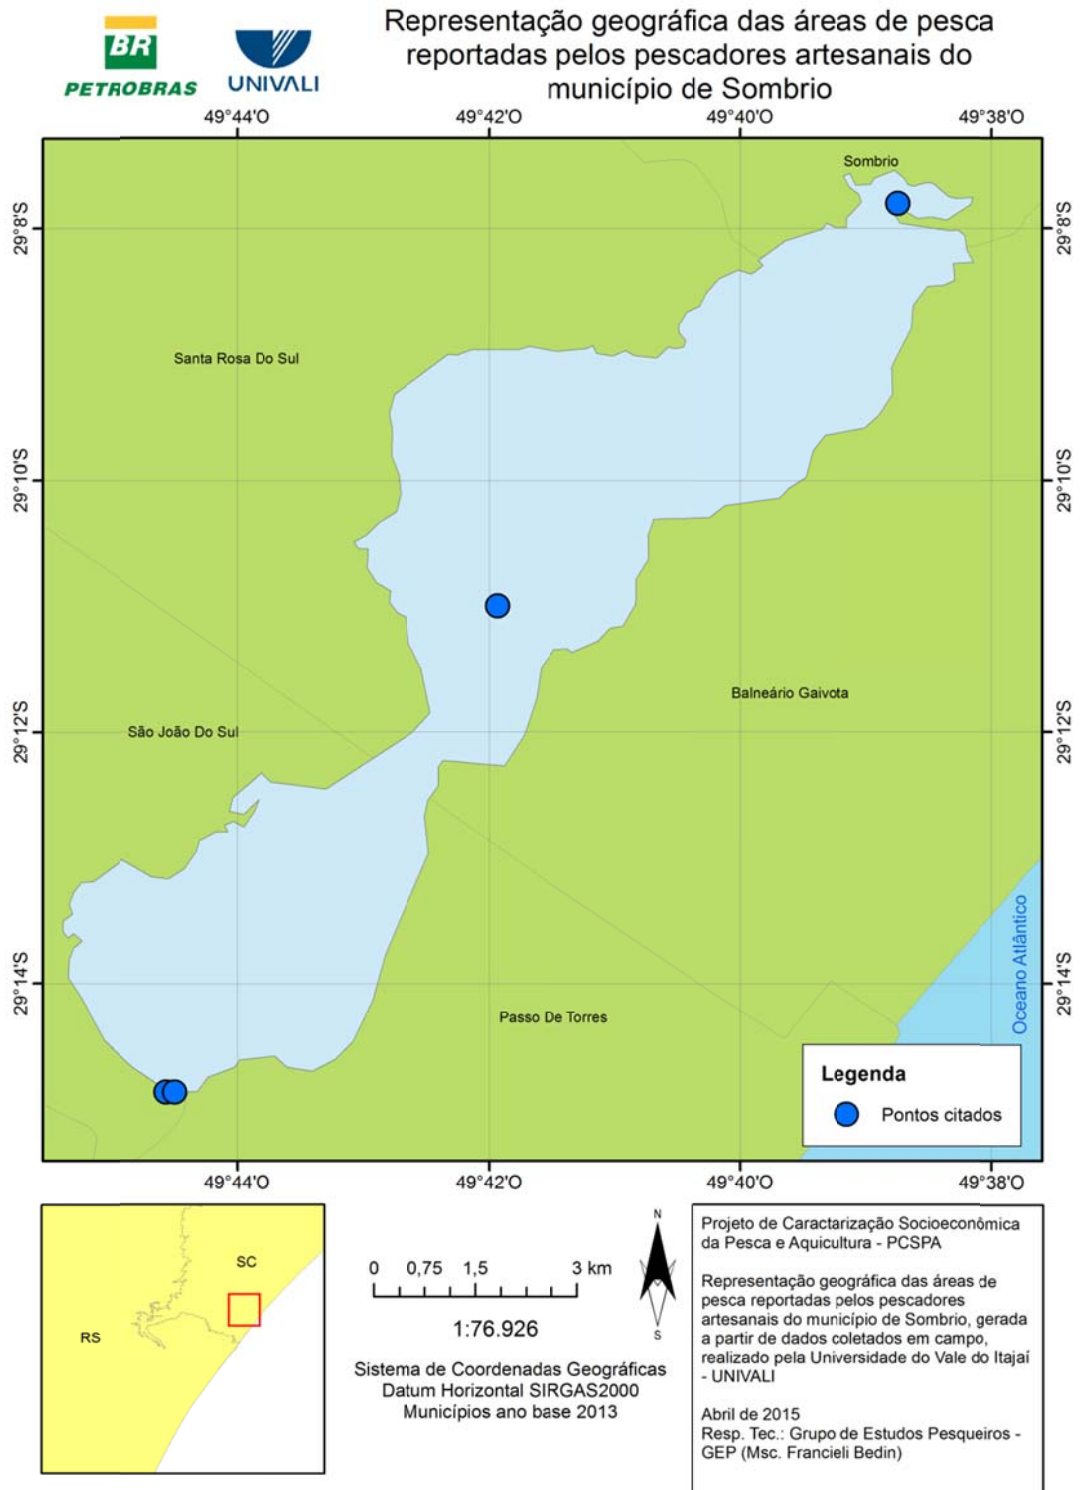 BR
PETROBRAS
UNIVALI
Representação geográfica das áreas de pesca
reportadas pelos pescadores artesanais do
município de Sombrio
49°44'O 49°42'O 49°40'O 49°38'O
Sombrio
29°8'S 29°8'S
Santa Rosa Do Sul
29°10'S 29°10'S
Balneário Gaivota
São João Do Sul
29°12'S 29°12'S
Oceano Atlântico
29°14'S 29°14'S
Passo De Torres
Legenda
Pontos citados
49°44'O 49°42'O 49°40'O 49°38'O
SC
RS
0 0,75 1,5 3 km
1:76.926
N
S
Sistema de Coordenadas Geográficas
Datum Horizontal SIRGAS2000
Municípios ano base 2013
Projeto de Caractarização Socioeconômica
da Pesca e Aquicultura - PCSPA
Representação geográfica das áreas de
pesca reportadas pelos pescadores
artesanais do município de Sombrio, gerada
a partir de dados coletados em campo,
realizado pela Universidade do Vale do Itajaí
- UNIVALI
Abril de 2015
Resp. Tec.: Grupo de Estudos Pesqueiros -
GEP (Msc. Francieli Bedin)